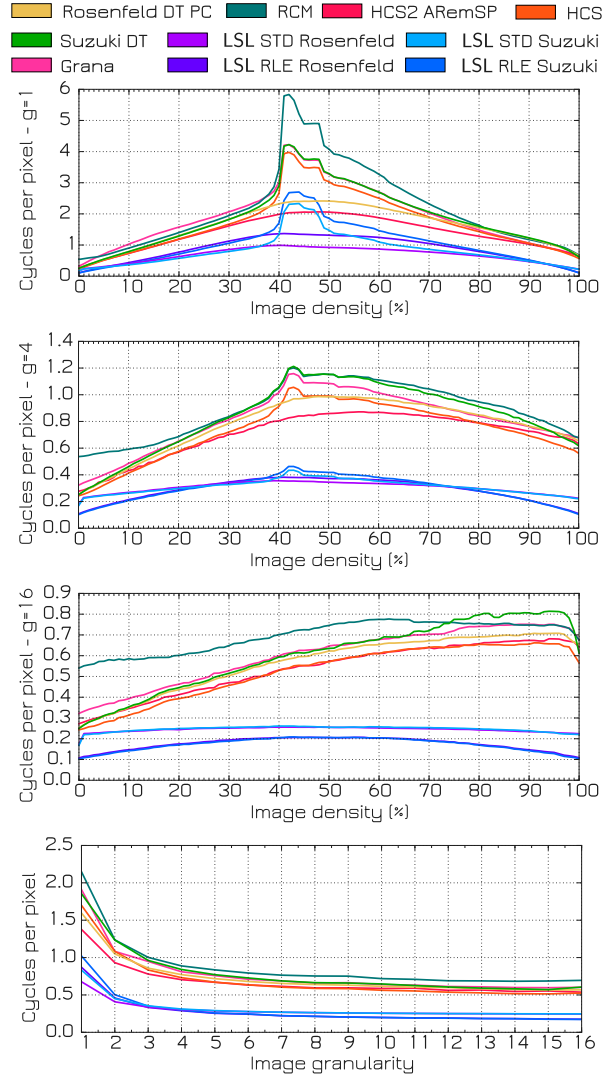 Rosenfeld DT PC RCM HCS2 ARemSP HCS
Suzuki DT LSL STD Rosenfeld LSL STD Suzuki
Grana LSL RLE Rosenfeld LSL RLE Suzuki
Cycles per pixel - g=1
6
5
4
3
2
1
0
0 10 20 30 40 50 60 70 80 90 100
Image density (%)
Cycles per pixel - g=4
1.4
1.2
1.0
0.8
0.6
0.4
0.2
0.0
0 10 20 30 40 50 60 70 80 90 100
Image density (%)
Cycles per pixel - g=16
0.9
0.8
0.7
0.6
0.5
0.4
0.3
0.2
0.1
0.0
0 10 20 30 40 50 60 70 80 90 100
Image density (%)
Cycles per pixel
2.5
2.0
1.5
1.0
0.5
0.0
1 2 3 4 5 6 7 8 9 10 11 12 13 14 15 16
Image granularity